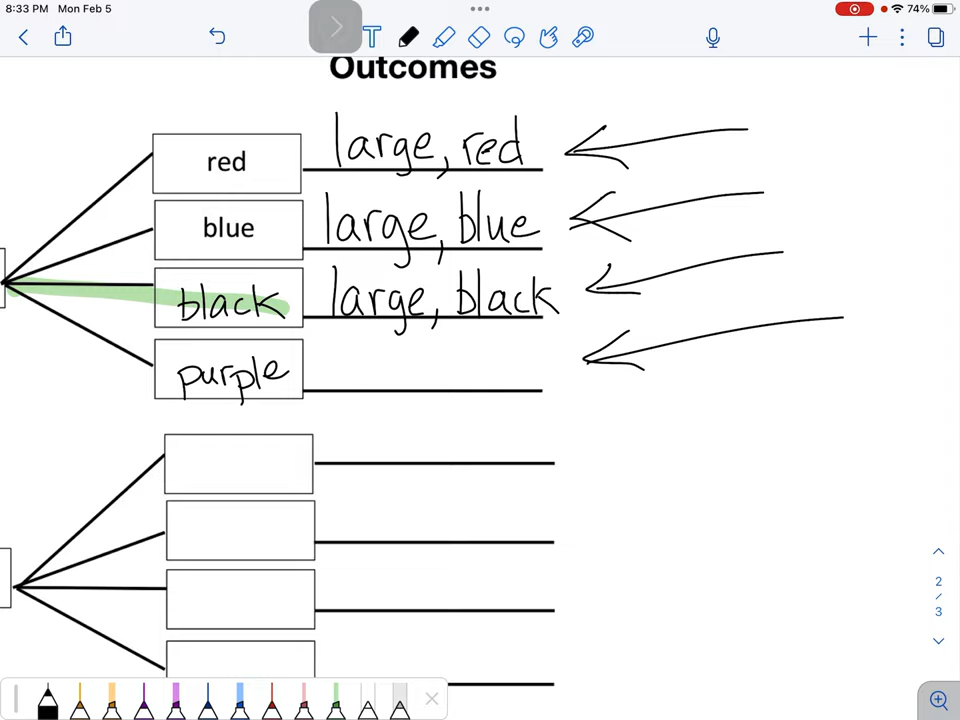 8:33 PM Mon Feb 5
74%
T
Outcomes
red large, red
blue large, blue
black large, black
purple
2
/
3